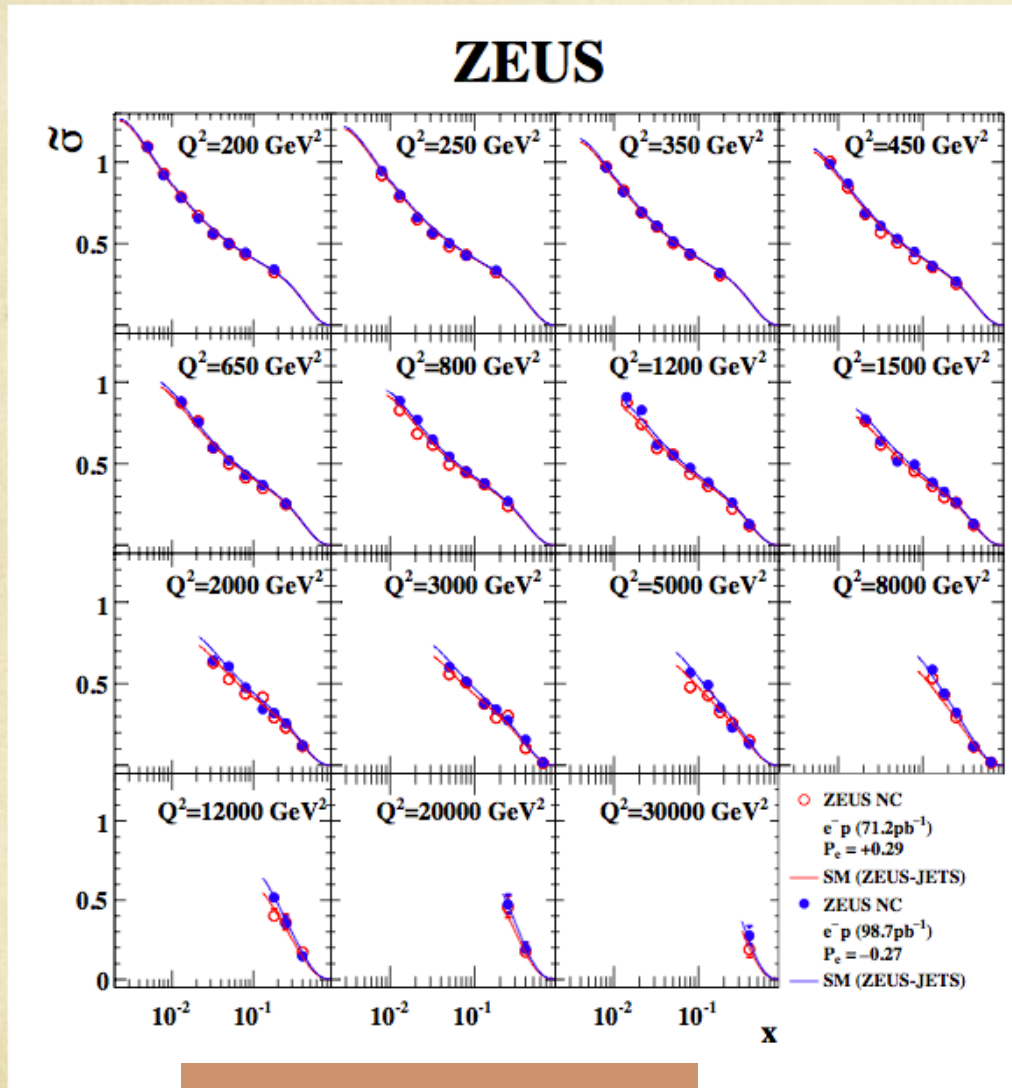 ZEUS
σ̃
Q²=200 GeV²
Q²=250 GeV²
Q²=350 GeV²
Q²=450 GeV²
1
0.5
0
Q²=650 GeV²
Q²=800 GeV²
Q²=1200 GeV²
Q²=1500 GeV²
1
0.5
0
Q²=2000 GeV²
Q²=3000 GeV²
Q²=5000 GeV²
Q²=8000 GeV²
1
0.5
0
Q²=12000 GeV²
Q²=20000 GeV²
Q²=30000 GeV²
1
0.5
0
10⁻² 10⁻¹ 10⁻² 10⁻¹ 10⁻² 10⁻¹
x
ZEUS NC
e⁻p (71.2pb⁻¹)
Pₑ = +0.29
SM (ZEUS-JETS)
ZEUS NC
e⁻p (98.7pb⁻¹)
Pₑ = −0.27
SM (ZEUS-JETS)